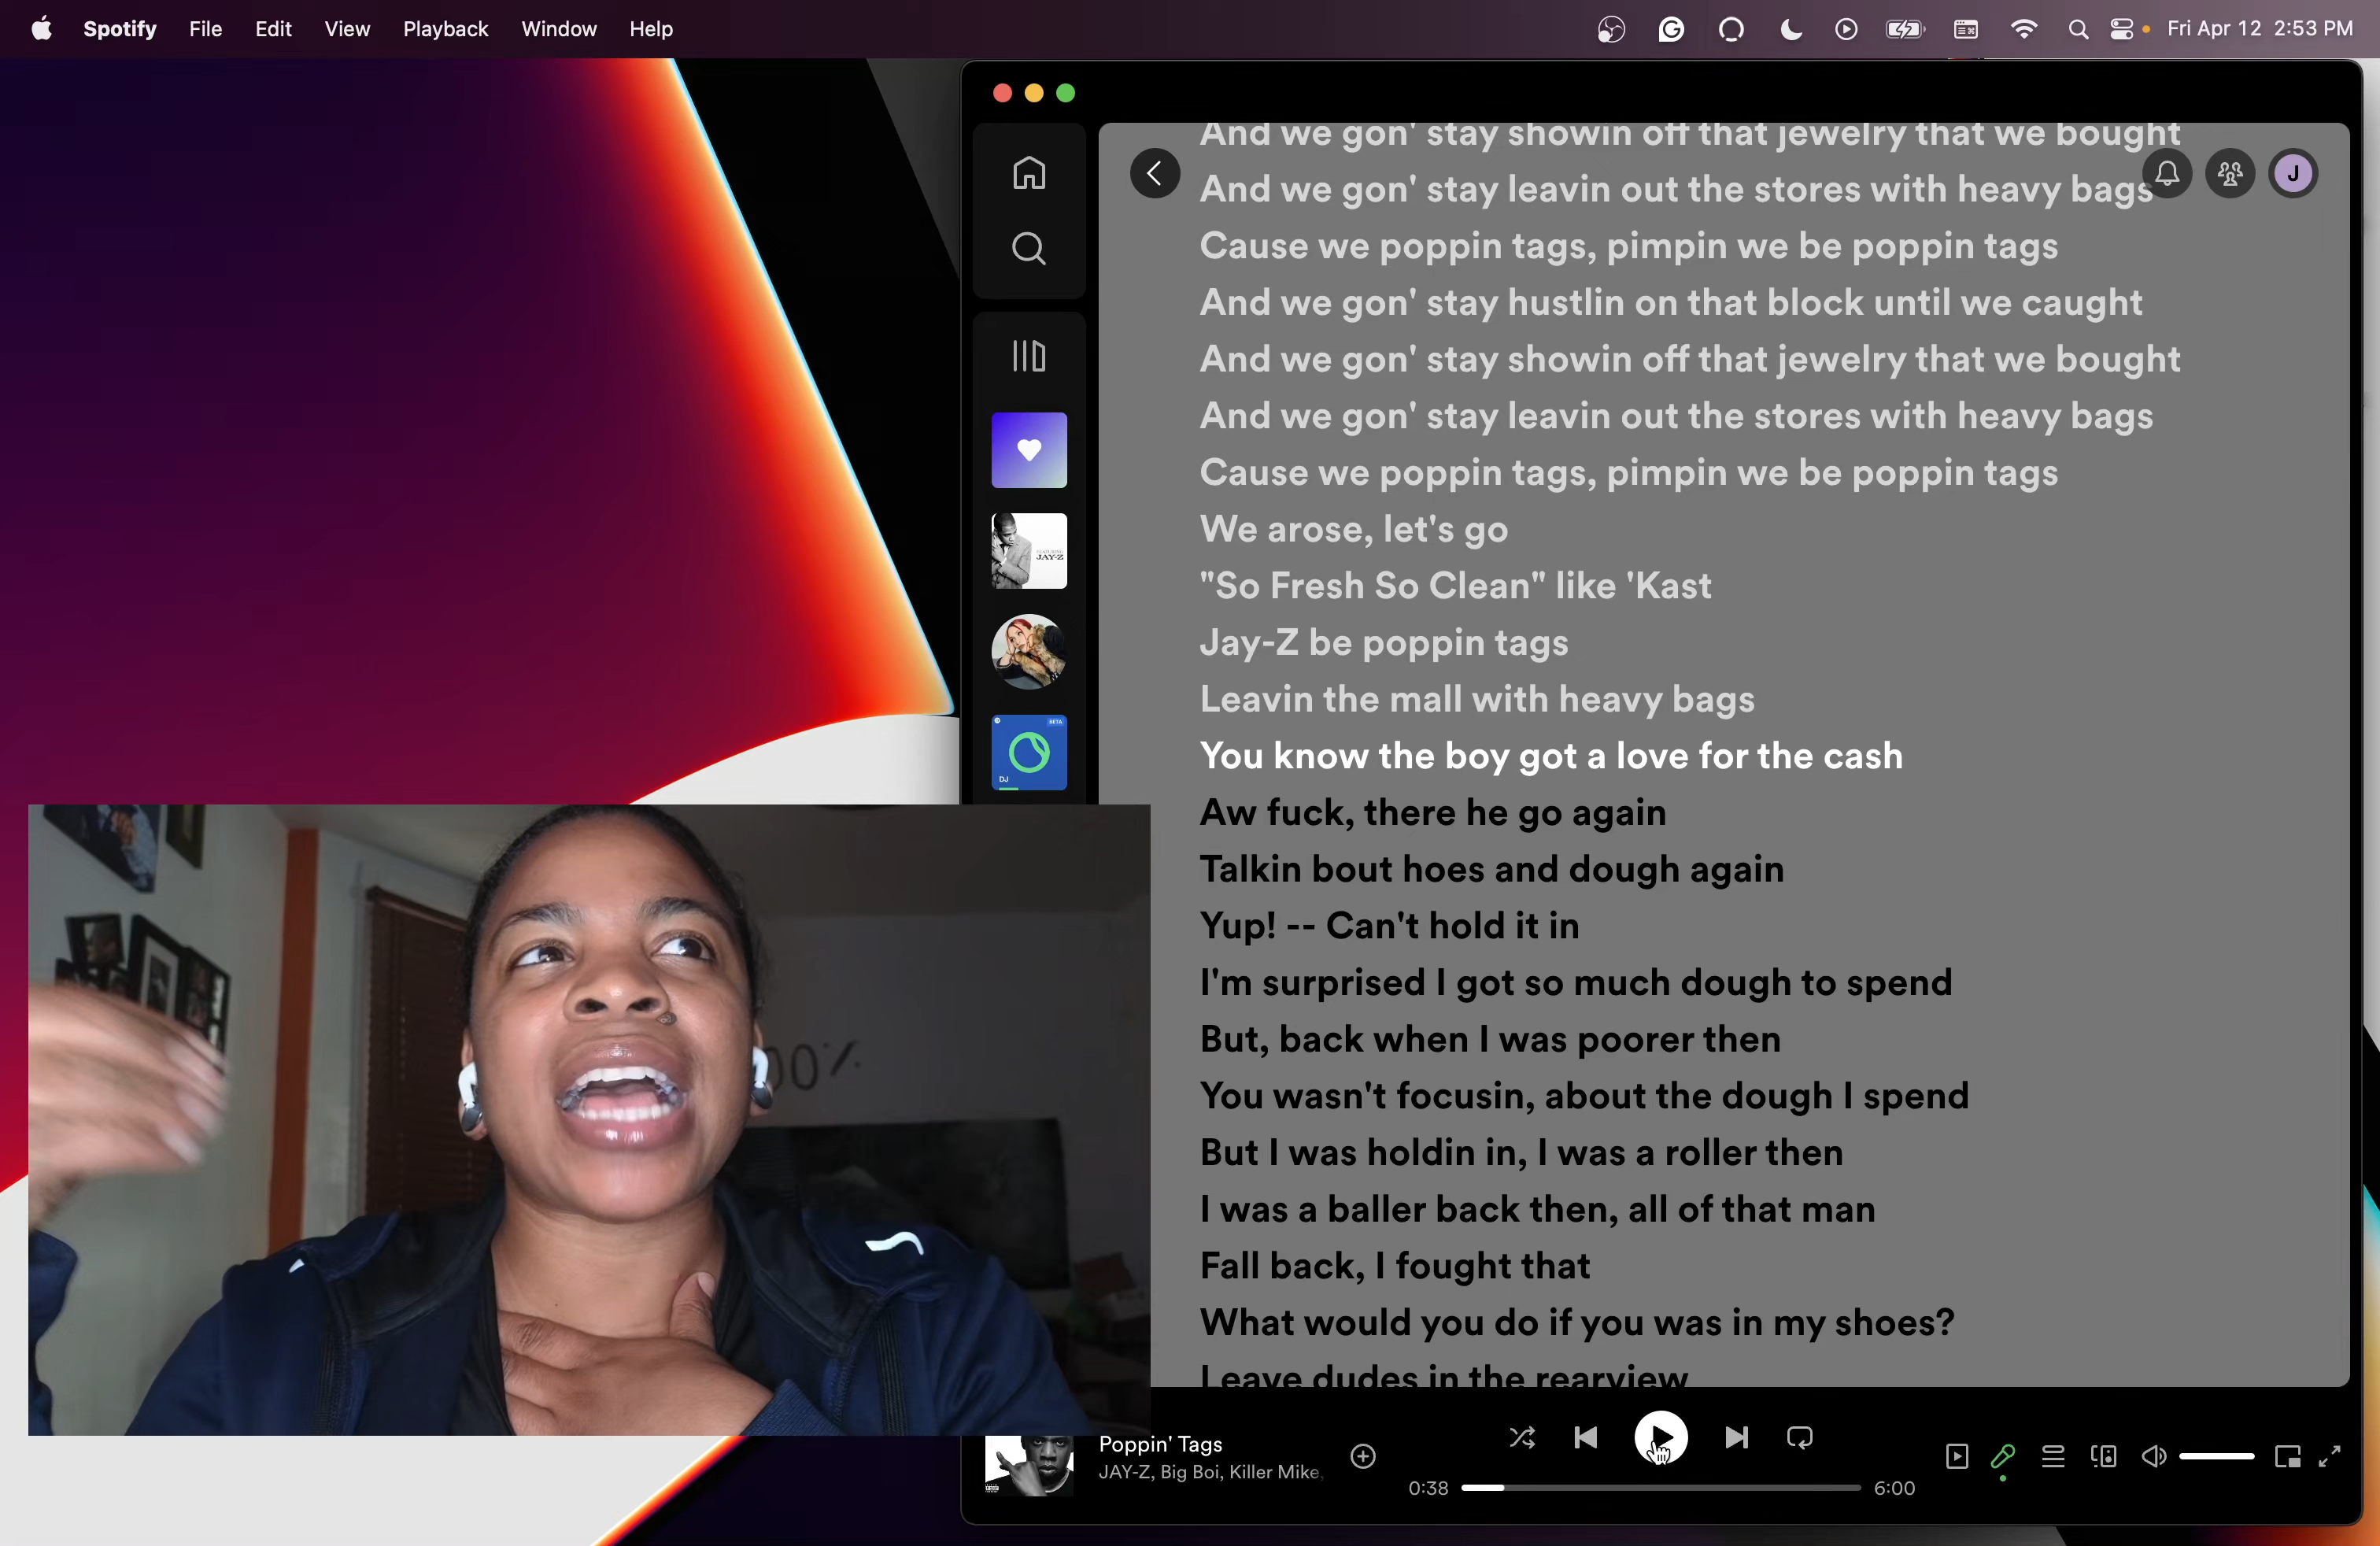 Spotify File Edit View Playback Window Help Fri Apr 12 2:53 PM
And we gon' stay showin off that jewelry that we bought
And we gon' stay leavin out the stores with heavy bags
J
Cause we poppin tags, pimpin we be poppin tags
And we gon' stay hustlin on that block until we caught
And we gon' stay showin off that jewelry that we bought
And we gon' stay leavin out the stores with heavy bags
Cause we poppin tags, pimpin we be poppin tags
We arose, let's go
JAY-Z
"So Fresh So Clean" like 'Kast
Jay-Z be poppin tags
Leavin the mall with heavy bags
BETA
You know the boy got a love for the cash
DJ
Aw fuck, there he go again
Talkin bout hoes and dough again
Yup! -- Can't hold it in
I'm surprised I got so much dough to spend
But, back when I was poorer then
00%
You wasn't focusin, about the dough I spend
But I was holdin in, I was a roller then
I was a baller back then, all of that man
Fall back, I fought that
What would you do if you was in my shoes?
Leave dudes in the rearview
Poppin' Tags
JAY-Z, Big Boi, Killer Mike,
0:38 6:00